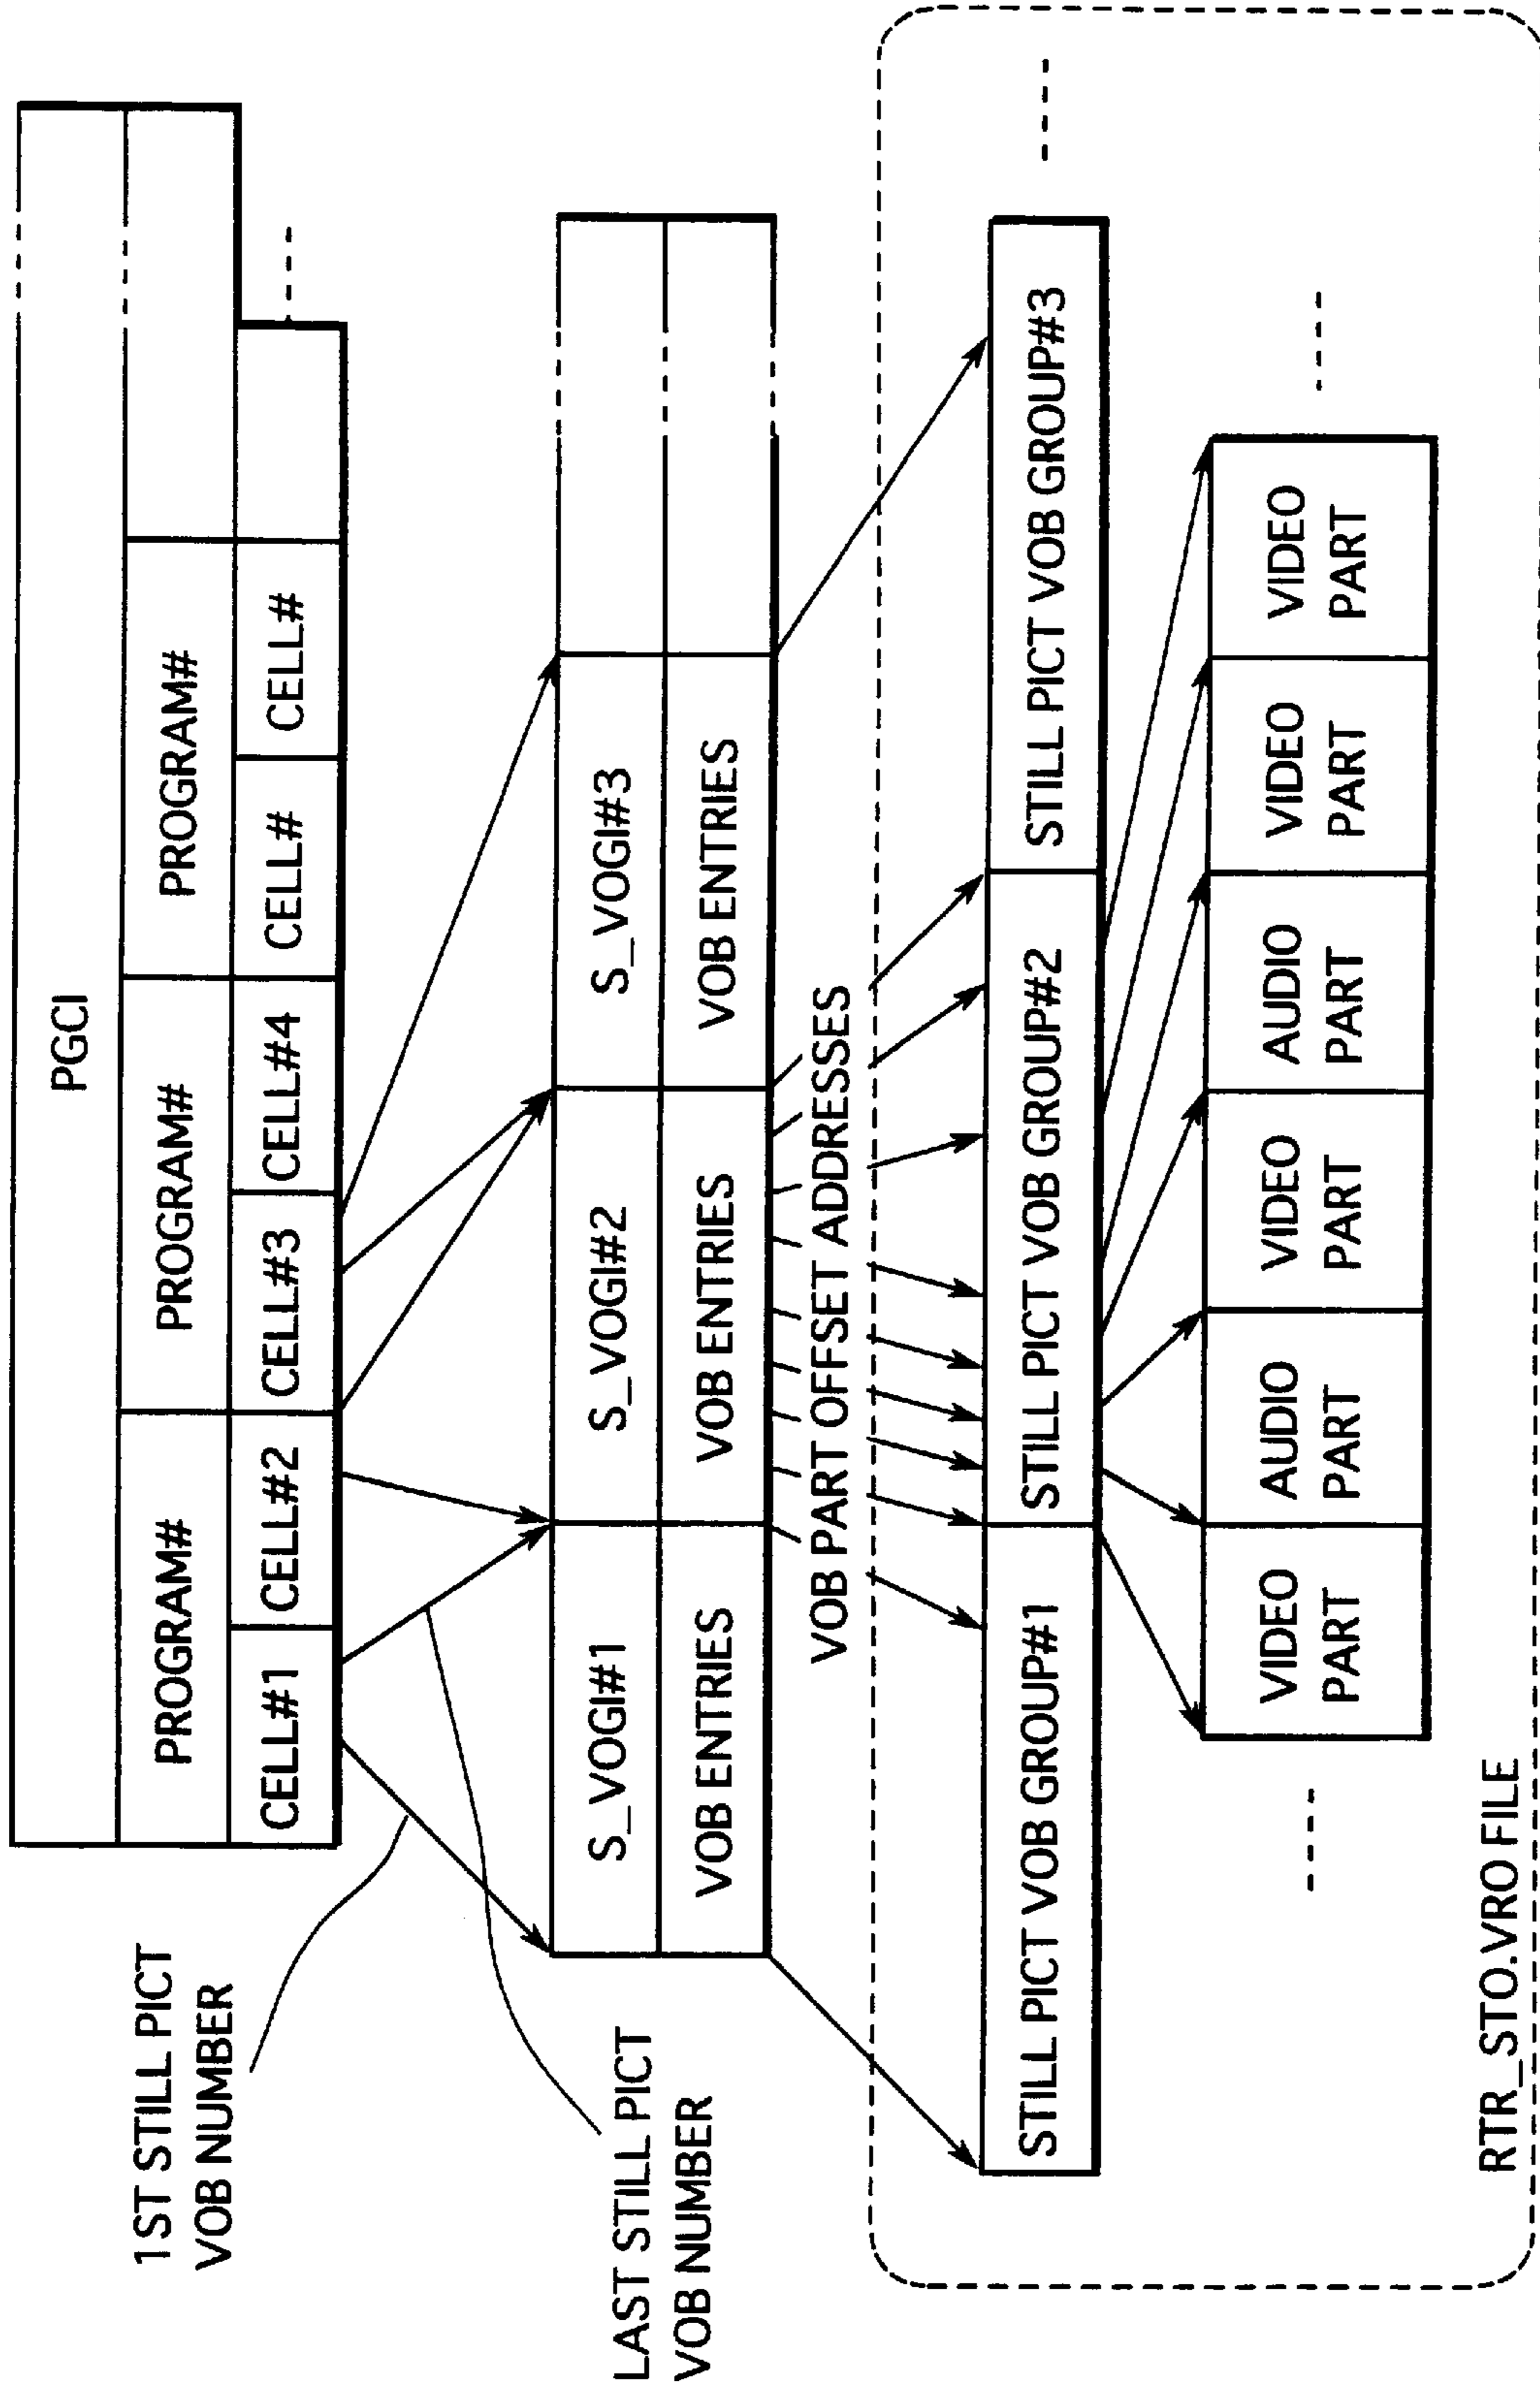 PGCI
PROGRAM#
PROGRAM#
PROGRAM#
CELL#1
CELL#2
CELL#3
CELL#4
CELL#
CELL#
1ST STILL PICT
VOB NUMBER
LAST STILL PICT
VOB NUMBER
S_VOGI#1
S_VOGI#2
S_VOGI#3
VOB ENTRIES
VOB ENTRIES
VOB ENTRIES
VOB PART OFFSET ADDRESSES
STILL PICT VOB GROUP#1
STILL PICT VOB GROUP#2
STILL PICT VOB GROUP#3
VIDEO
PART
AUDIO
PART
VIDEO
PART
AUDIO
PART
VIDEO
PART
VIDEO
PART
RTR_STO.VRO FILE